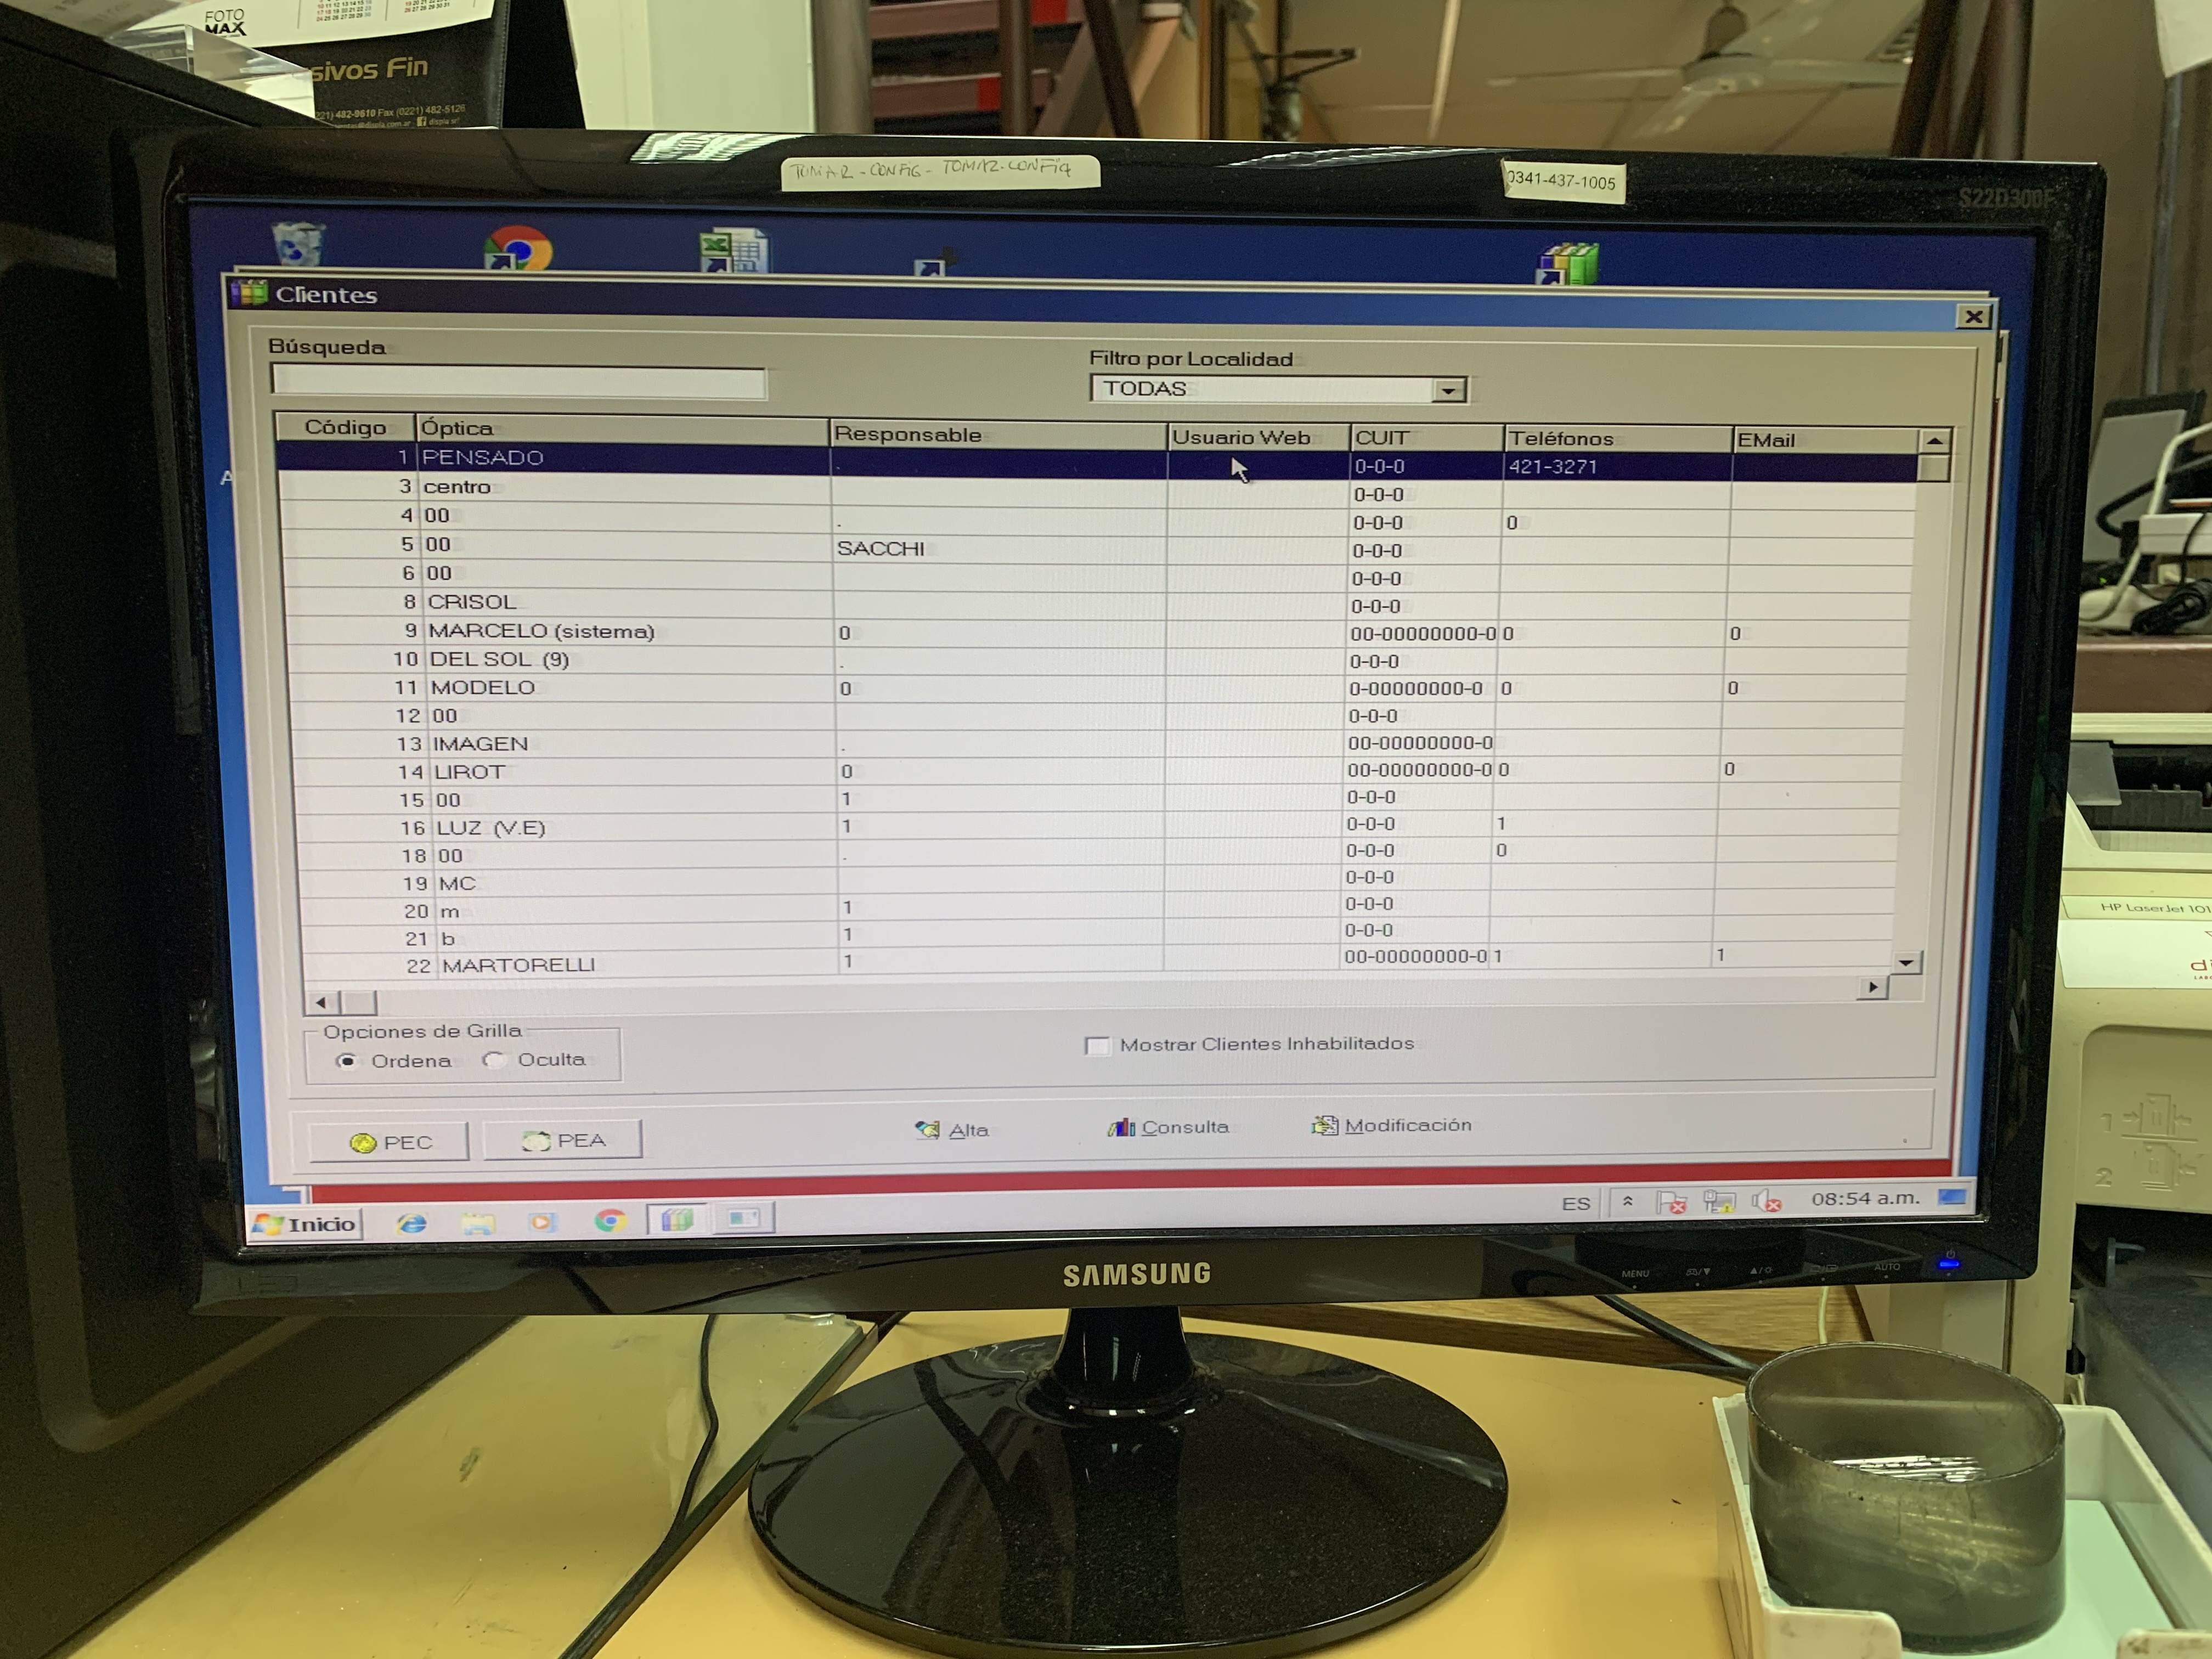 FOTO
MAX
sivos Fin
21) 482-9610 Fax (0221) 482-5126
TOMAR - CONFIG - TOMAR - CONFIG
0341-437-1005
S22D300F
Clientes
Búsqueda
Filtro por Localidad
TODAS
Código Óptica Responsable Usuario Web CUIT Teléfonos EMail
1 PENSADO . 0-0-0 421-3271
3 centro 0-0-0
4 00 . 0-0-0 0
5 00 SACCHI 0-0-0
6 00 0-0-0
8 CRISOL 0-0-0
9 MARCELO (sistema) 0 00-00000000-0 0 0
10 DEL SOL (9) . 0-0-0
11 MODELO 0 0-00000000-0 0 0
12 00 0-0-0
13 IMAGEN . 00-00000000-0
14 LIROT 0 00-00000000-0 0 0
15 00 1 0-0-0
16 LUZ (V.E) 1 0-0-0 1
18 00 . 0-0-0 0
19 MC 0-0-0
20 m 1 0-0-0
21 b 1 0-0-0
22 MARTORELLI 1 00-00000000-0 1 1
Opciones de Grilla
Ordena Oculta
Mostrar Clientes Inhabilitados
PEC PEA Alta Consulta Modificación
Inicio ES 08:54 a.m.
SAMSUNG
MENU AUTO
HP LaserJet 101
1
2